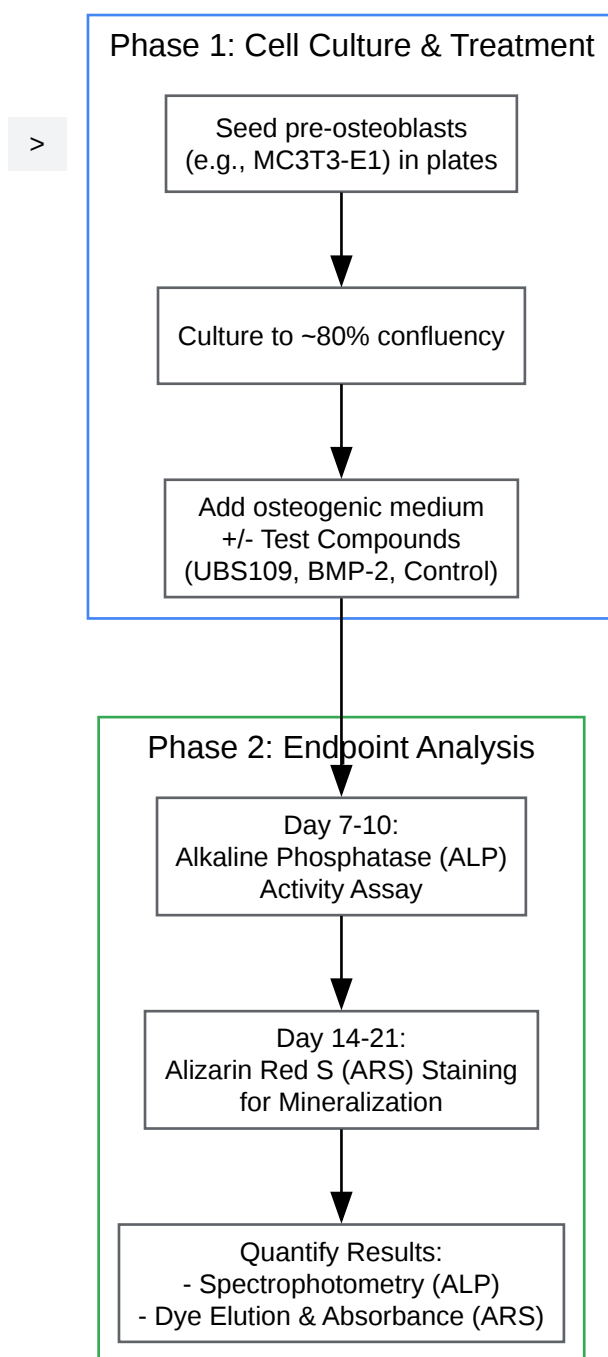 Phase 1: Cell Culture & Treatment
>
Seed pre-osteoblasts
(e.g., MC3T3-E1) in plates
Culture to ~80% confluency
Add osteogenic medium
+/- Test Compounds
(UBS109, BMP-2, Control)
Phase 2: Endpoint Analysis
Day 7-10:
Alkaline Phosphatase (ALP)
Activity Assay
Day 14-21:
Alizarin Red S (ARS) Staining
for Mineralization
Quantify Results:
- Spectrophotometry (ALP)
- Dye Elution & Absorbance (ARS)